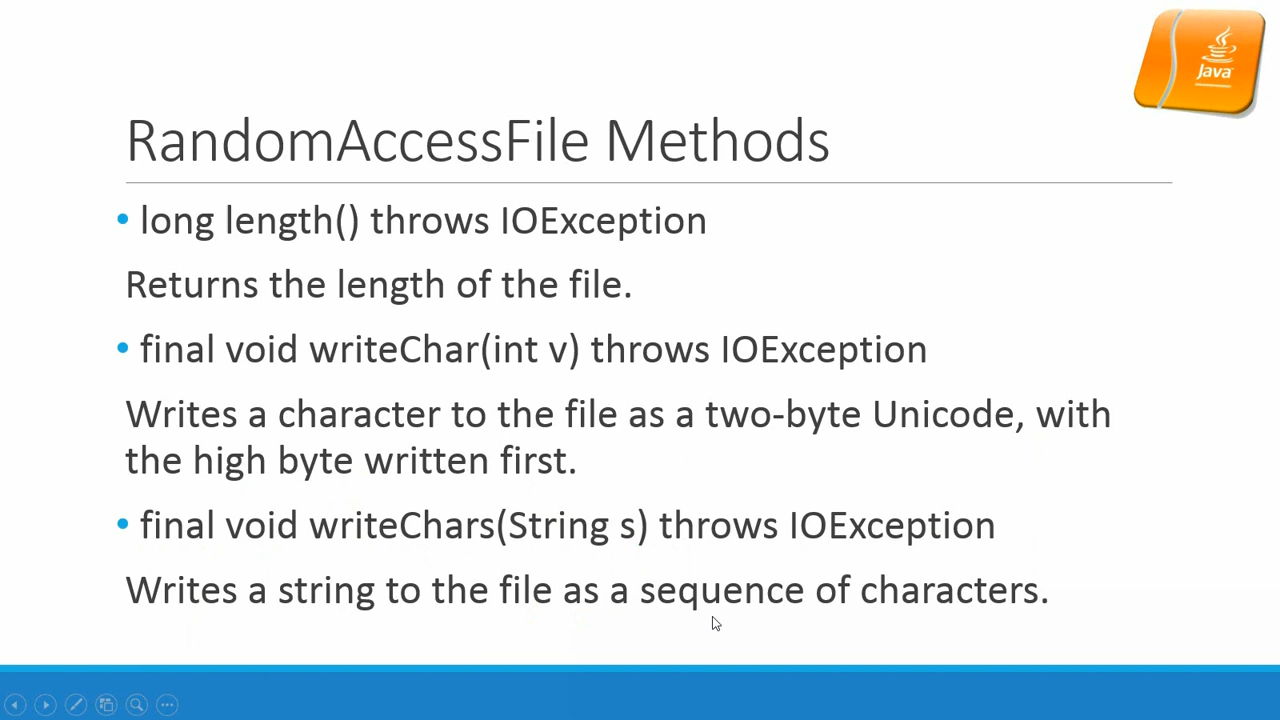 Java
RandomAccessFile Methods
• long length() throws IOException
Returns the length of the file.
• final void writeChar(int v) throws IOException
Writes a character to the file as a two-byte Unicode, with
the high byte written first.
• final void writeChars(String s) throws IOException
Writes a string to the file as a sequence of characters.